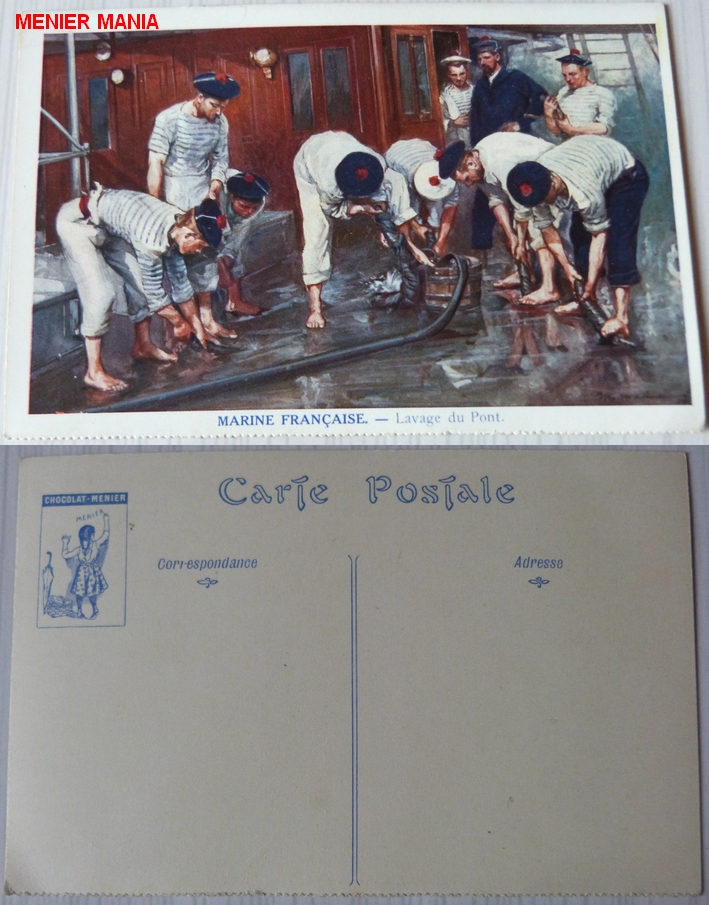 MENIER MANIA
MARINE FRANÇAISE. — Lavage du Pont.
CHOCOLAT-MENIER
MENIER
Carte Postale
Correspondance
Adresse